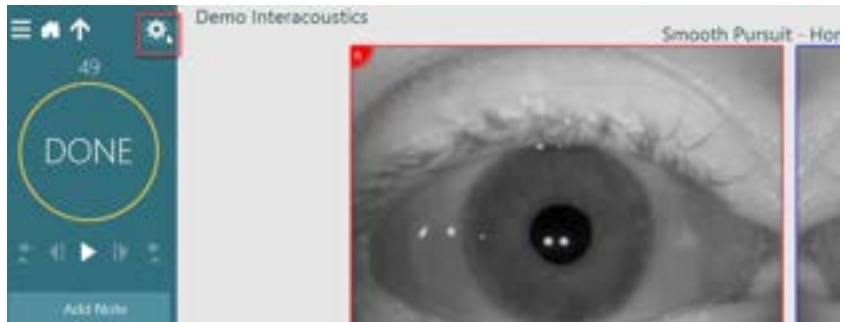 Demo Interacoustics
Smooth Pursuit - Hor
49
DONE
Add Note
R